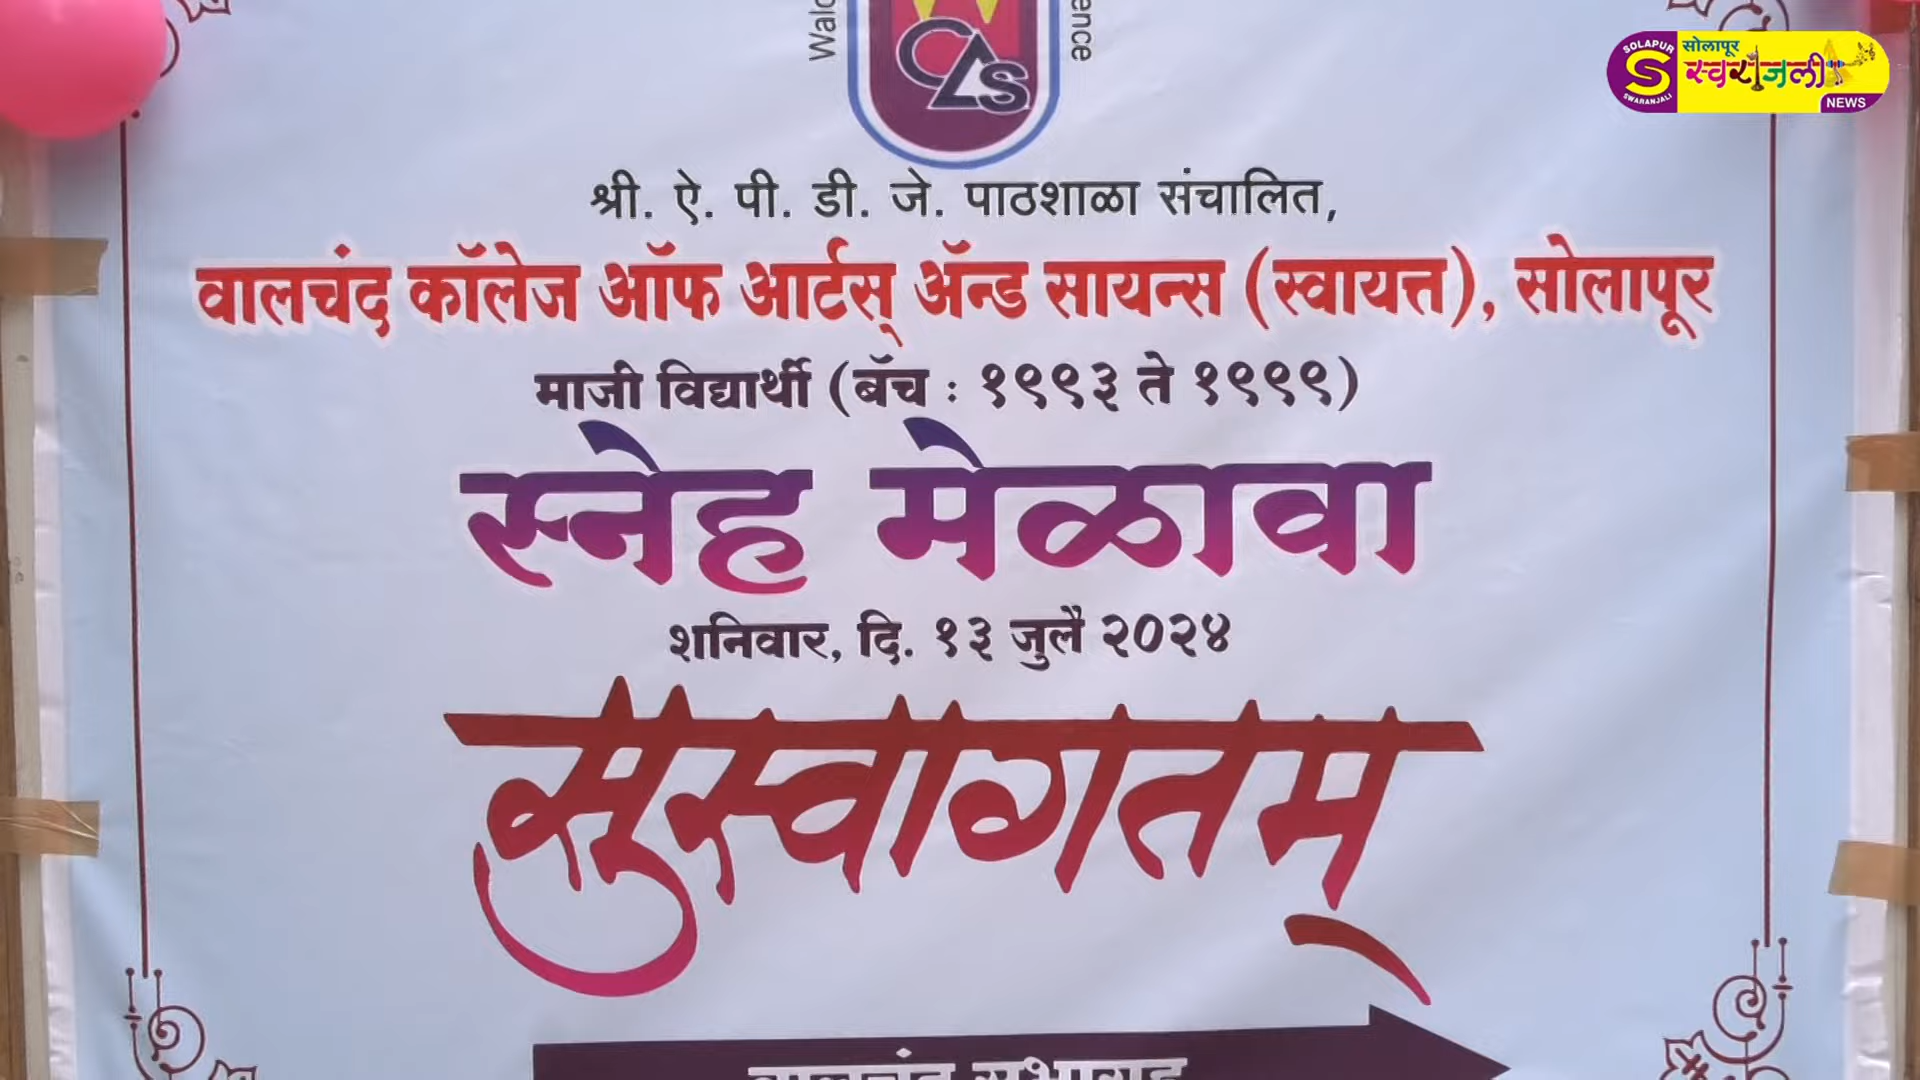 CAS
श्री. ऐ. पी. डी. जे. पाठशाळा संचालित,
वालचंद कॉलेज ऑफ आर्टस् ॲन्ड सायन्स (स्वायत्त), सोलापूर
माजी विद्यार्थी (बॅच : १९९३ ते १९९९)
स्नेह मेळावा
शनिवार, दि. १३ जुलै २०२४
सुस्वागतम्
SOLAPUR
S
SWARANJALI
सोलापूर
स्वरांजली
NEWS